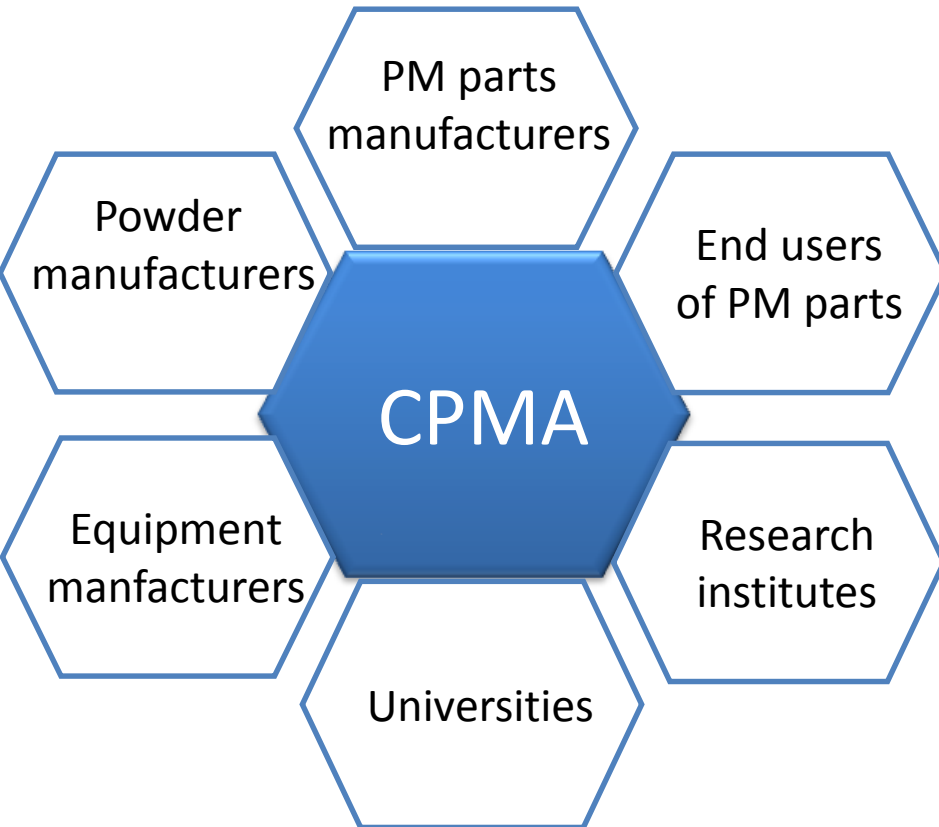 PM parts
manufacturers
Powder
manufacturers
End users
of PM parts
CPMA
Equipment
manfacturers
Research
institutes
Universities